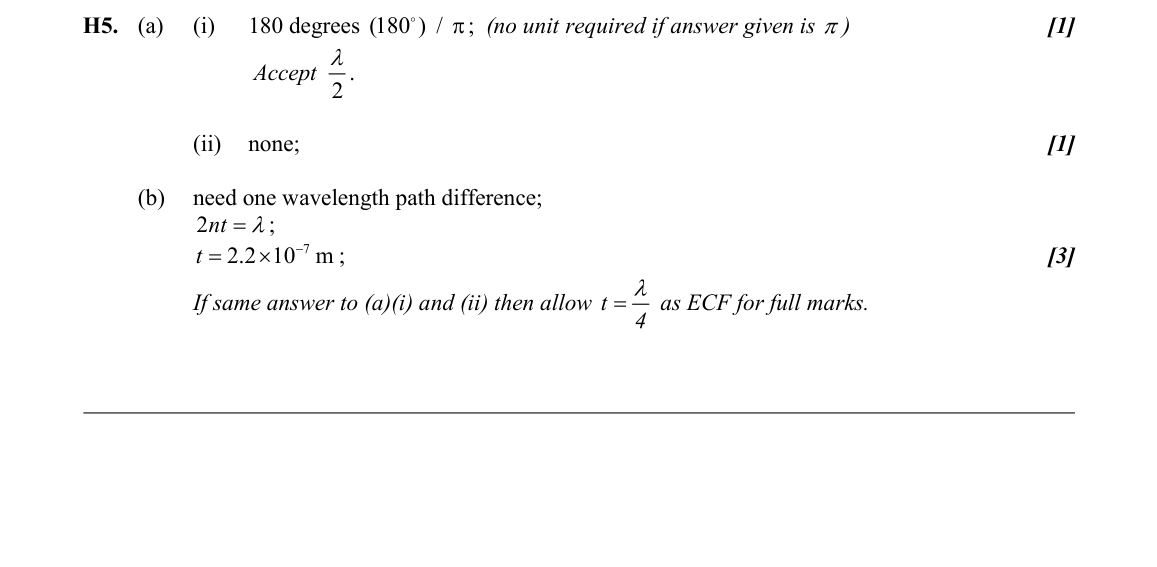 H5. (a) (i) 180 degrees (180°) / π; (no unit required if answer given is π) [1]
Accept λ/2.
(ii) none; [1]
(b) need one wavelength path difference;
2nt = λ;
t = 2.2×10⁻⁷ m; [3]
If same answer to (a)(i) and (ii) then allow t = λ/4 as ECF for full marks.